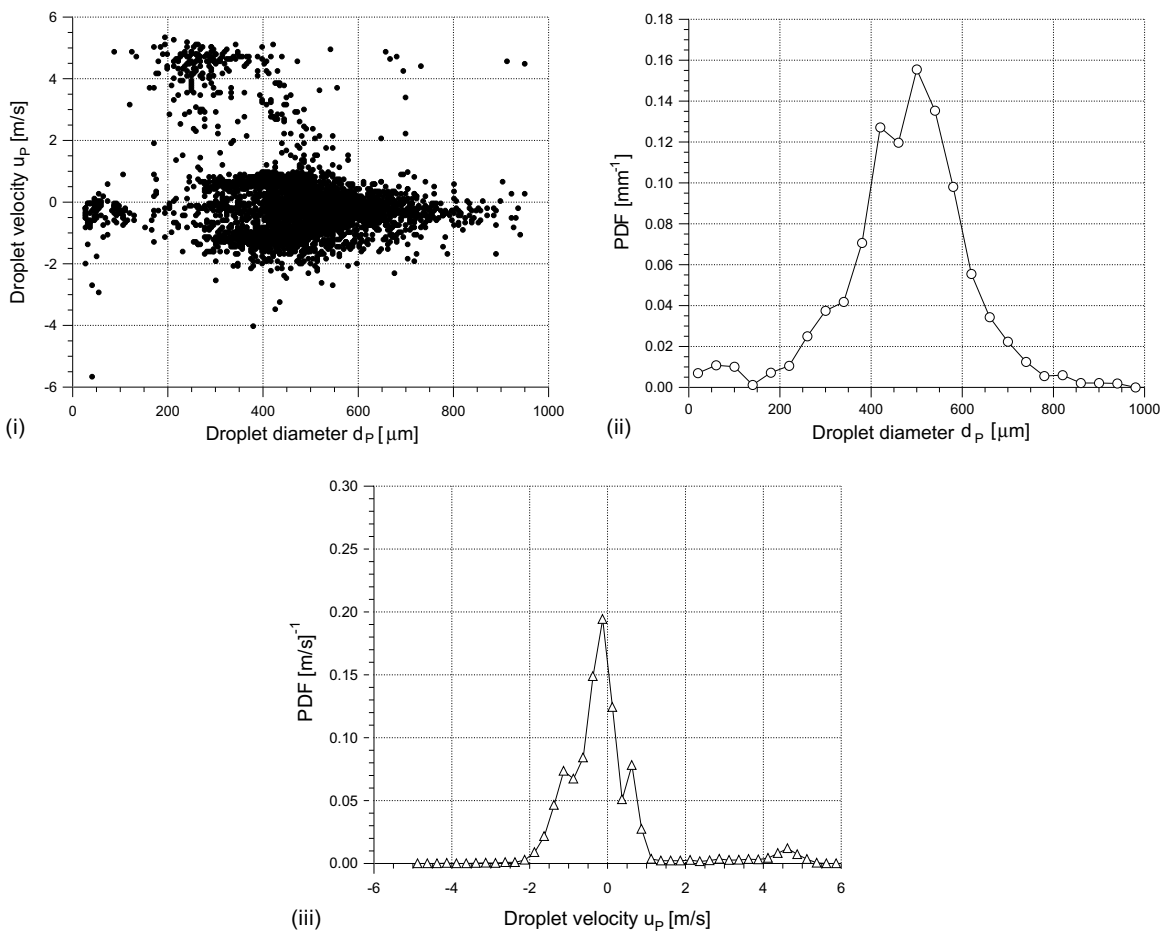 6
4
2
0
-2
-4
-6
Droplet velocity uP [m/s]
0 200 400 600 800 1000
Droplet diameter dP [μm]
(i)
0.18
0.16
0.14
0.12
0.10
0.08
0.06
0.04
0.02
0.00
PDF [mm-1]
0 200 400 600 800 1000
Droplet diameter dP [μm]
(ii)
0.30
0.25
0.20
0.15
0.10
0.05
0.00
PDF [m/s]-1
-6 -4 -2 0 2 4 6
Droplet velocity uP [m/s]
(iii)